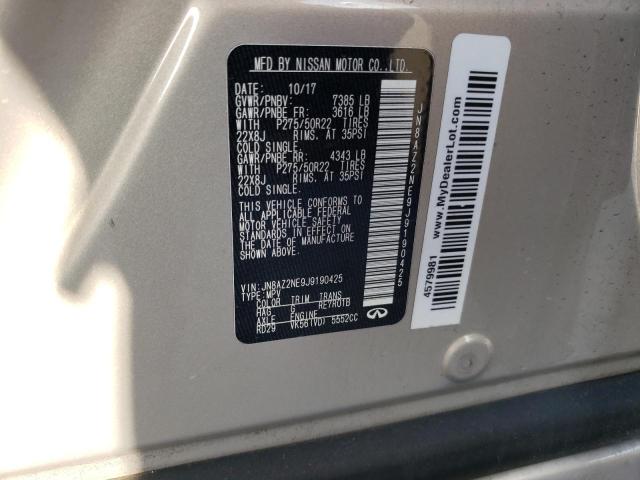 MFD BY NISSAN MOTOR CO.,LTD.
DATE: 10/17
GVWR/PNBV: 7385 LB
GAWR/PNBE FR: 3616 LB
WITH P275/50R22 TIRES
22X8J RIMS. AT 35PSI
COLD SINGLE.
GAWR/PNBE RR: 4343 LB
WITH P275/50R22 TIRES
22X8J RIMS. AT 35PSI
COLD SINGLE.
THIS VEHICLE CONFORMS TO
ALL APPLICABLE FEDERAL
MOTOR VEHICLE SAFETY
STANDARDS IN EFFECT ON
THE DATE OF MANUFACTURE
SHOWN ABOVE.
VIN:JN8AZ2NE9J9190425
TYPE:MPV
COLOR TRIM TRANS
HAG G RE7R01B
AXLE ENGINE
RD29 VK56(VD) 5552CC
JN8AZ2NE9J9190425
www.MyDealerLot.com
4579981